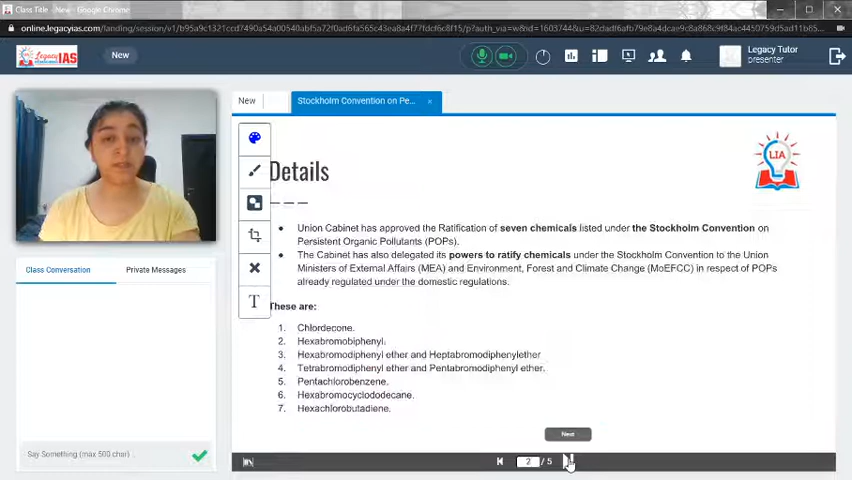 Class Title - New - Google Chrome
New
Legacy Tutor
presenter
Legacy
IAS
New
Stockholm Convention on Pe...
×
LIA
Details
● Union Cabinet has approved the Ratification of seven chemicals listed under the Stockholm Convention on
Persistent Organic Pollutants (POPs).
● The Cabinet has also delegated its powers to ratify chemicals under the Stockholm Convention to the Union
Ministers of External Affairs (MEA) and Environment, Forest and Climate Change (MoEFCC) in respect of POPs
already regulated under the domestic regulations.
These are:
1. Chlordecone.
2. Hexabromobiphenyl.
3. Hexabromodiphenyl ether and Heptabromodiphenylether
4. Tetrabromodiphenyl ether and Pentabromodiphenyl ether.
5. Pentachlorobenzene.
6. Hexabromocyclododecane.
7. Hexachlorobutadiene.
T
Class Conversation
Private Messages
Say Something (max 500 char)
Next
2 / 5